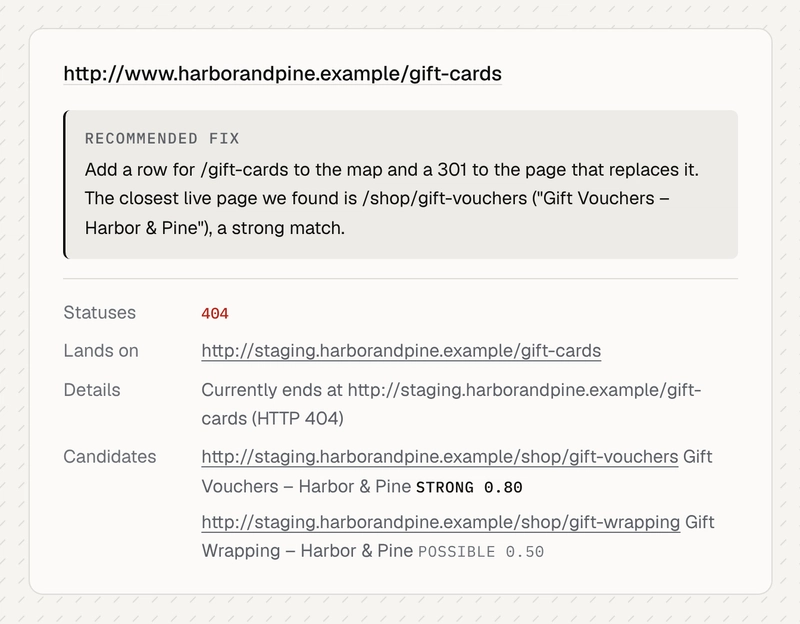 http://www.harborandpine.example/gift-cards
RECOMMENDED FIX
Add a row for /gift-cards to the map and a 301 to the page that replaces it.
The closest live page we found is /shop/gift-vouchers ("Gift Vouchers –
Harbor & Pine"), a strong match.
Statuses 404
Lands on http://staging.harborandpine.example/gift-cards
Details Currently ends at http://staging.harborandpine.example/gift-
cards (HTTP 404)
Candidates http://staging.harborandpine.example/shop/gift-vouchers Gift
Vouchers – Harbor & Pine STRONG 0.80
http://staging.harborandpine.example/shop/gift-wrapping Gift
Wrapping – Harbor & Pine POSSIBLE 0.50